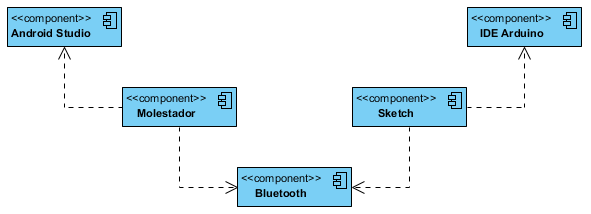 <<component>>
Android Studio
<<component>>
IDE Arduino
<<component>>
Molestador
<<component>>
Sketch
<<component>>
Bluetooth